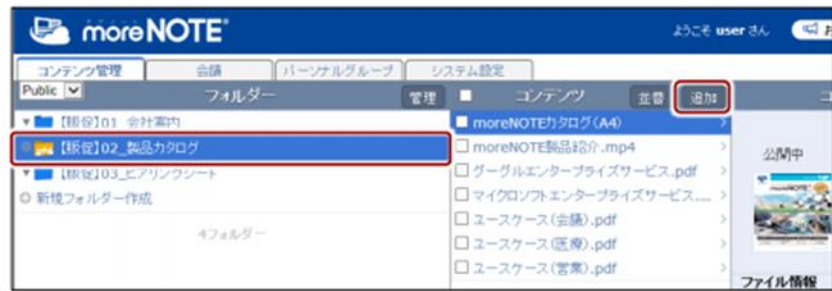 moreNOTE
ようこそ user さん
お
コンテンツ管理 会議 パーソナルグループ システム設定
Public フォルダー 管理 コンテンツ 並替 追加 コ
【販促】01_会社案内
【販促】02_製品カタログ
【販促】03_ヒアリングシート
新規フォルダー作成
4フォルダー
moreNOTEカタログ(A4)
moreNOTE製品紹介.mp4
グーグルエンタープライズサービス.pdf
マイクロソフトエンタープライズサービス....
ユースケース(会議).pdf
ユースケース(医療).pdf
ユースケース(営業).pdf
公開中
ファイル情報